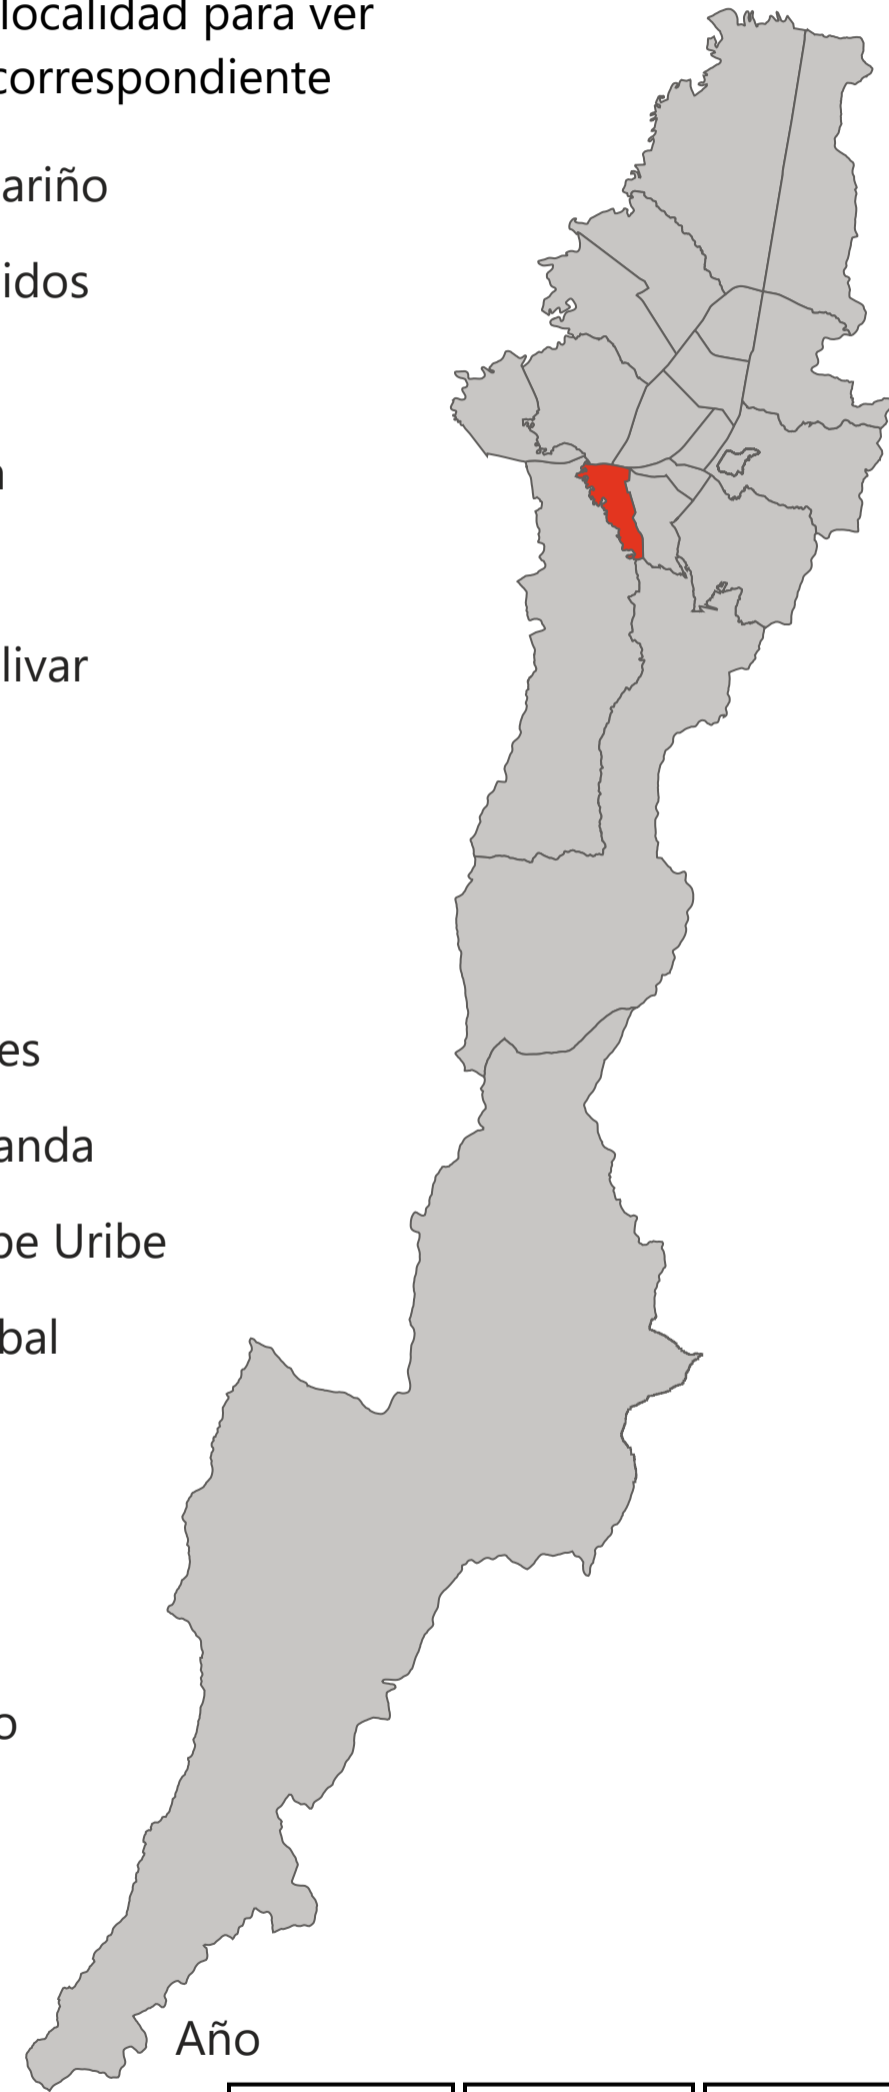 localidad para ver
correspondiente
ariño
idos
livar
es
anda
be Uribe
bal
o
Año